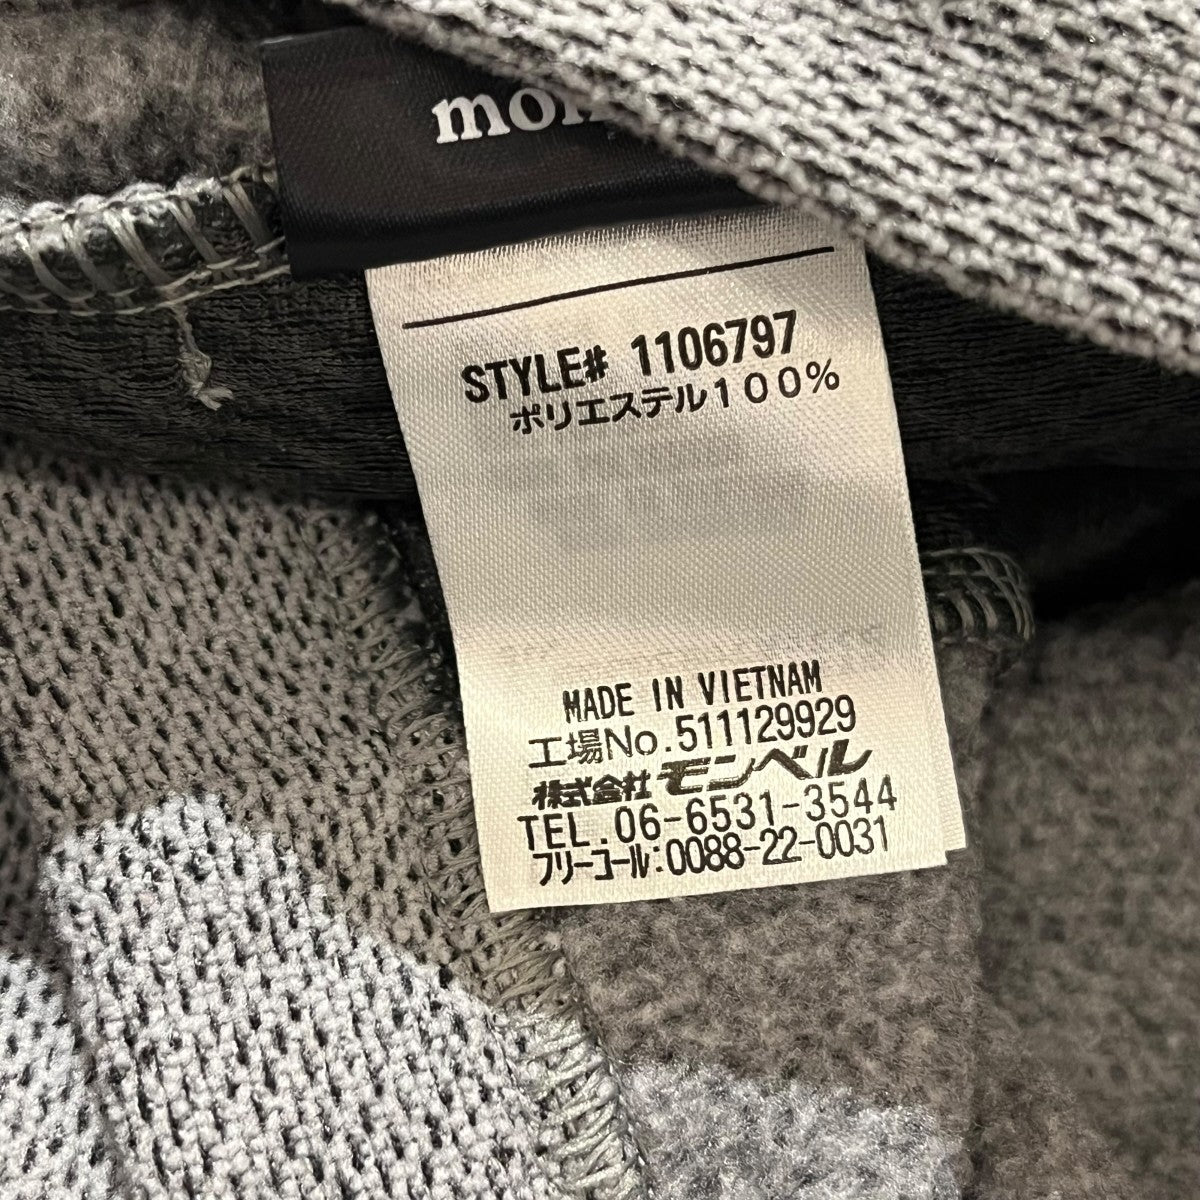 STYLE# 1106797
ポリエステル100%
MADE IN VIETNAM
工場No.511129929
株式会社モンベル
TEL.06-6531-3544
フリーコール:0088-22-0031